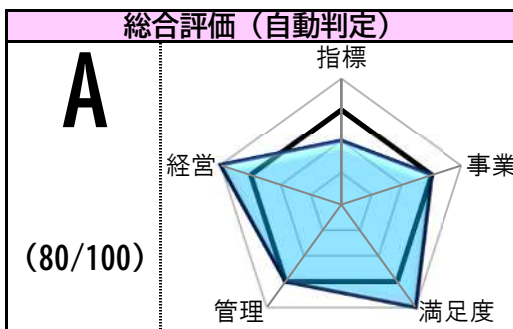 総合評価（自動判定）
A
(80/100)
指標
事業
満足度
管理
経営